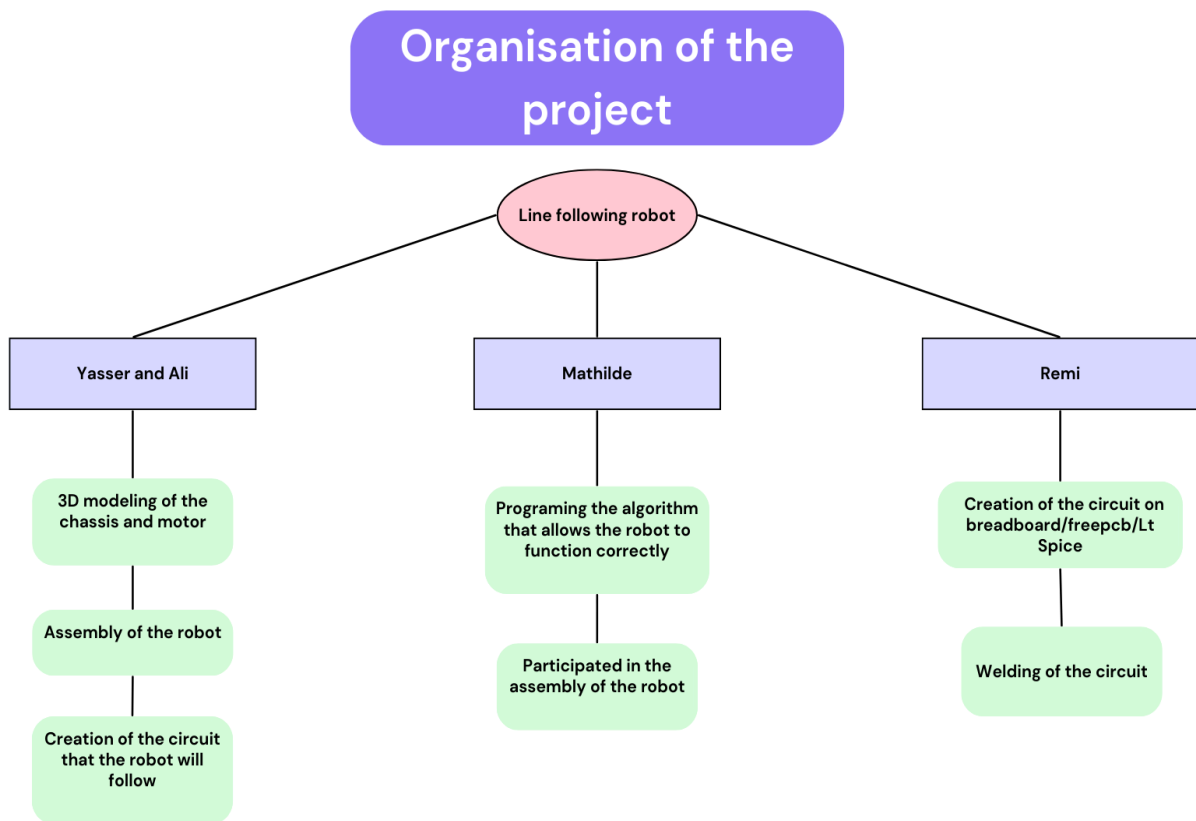 Organisation of the
project
Line following robot
Yasser and Ali
Mathilde
Remi
3D modeling of the
chassis and motor
Assembly of the robot
Creation of the circuit
that the robot will
follow
Programing the algorithm
that allows the robot to
function correctly
Participated in the
assembly of the robot
Creation of the circuit on
breadboard/freepcb/Lt
Spice
Welding of the circuit